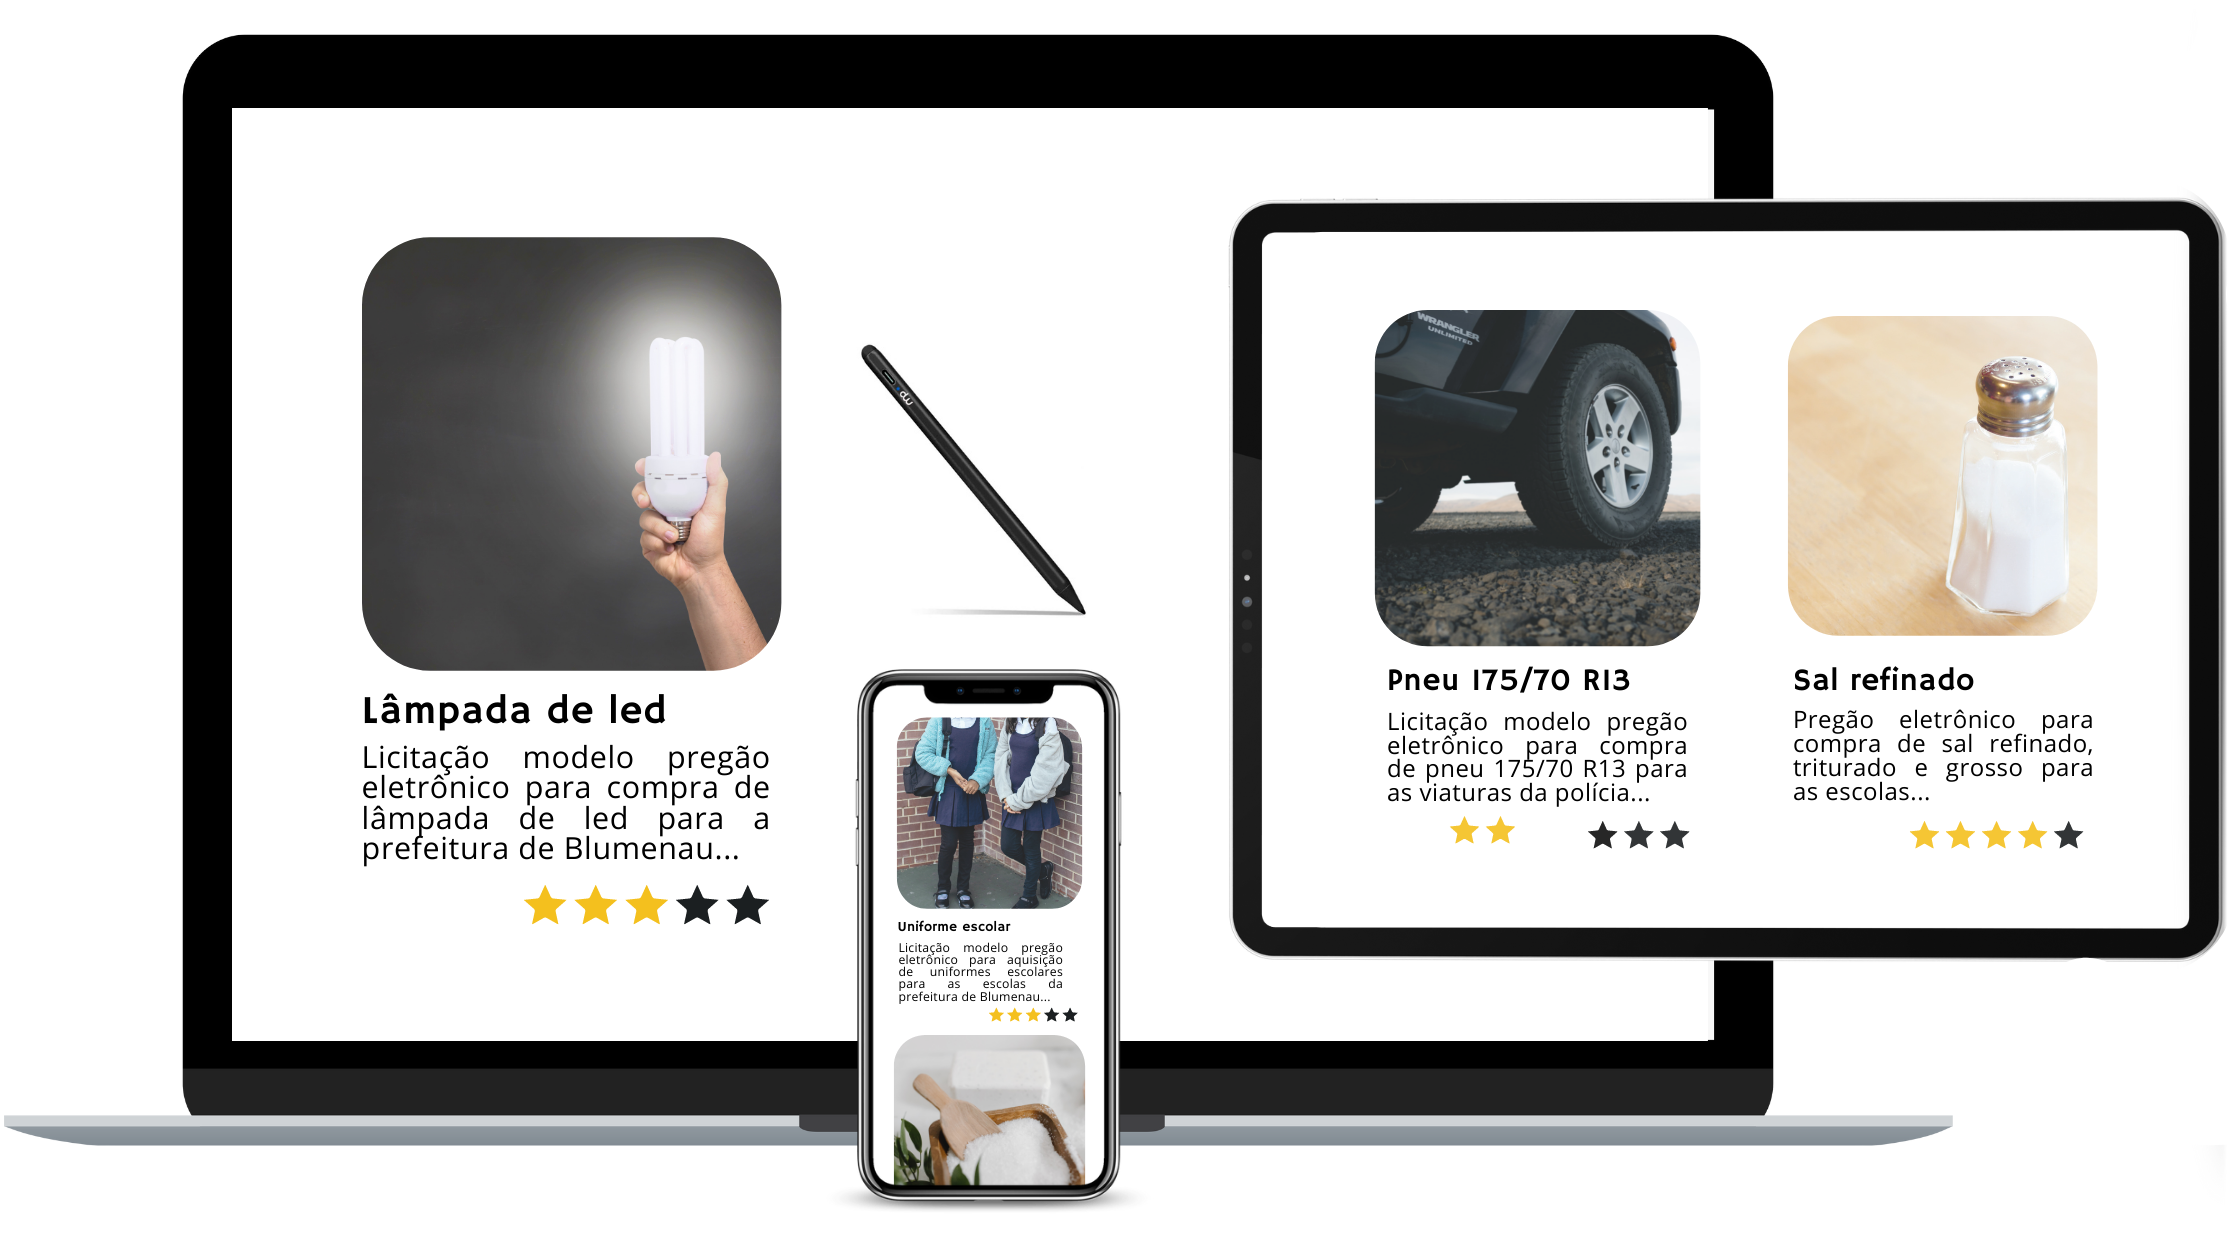 Lâmpada de led
Licitação modelo pregão
eletrônico para compra de
lâmpada de led para a
prefeitura de Blumenau...
Uniforme escolar
Licitação modelo pregão
eletrônico para aquisição
de uniformes escolares
para as escolas da
prefeitura de Blumenau...
WRANGLER
UNLIMITED
Pneu 175/70 R13
Licitação modelo pregão
eletrônico para compra
de pneu 175/70 R13 para
as viaturas da polícia...
Sal refinado
Pregão eletrônico para
compra de sal refinado,
triturado e grosso para
as escolas...